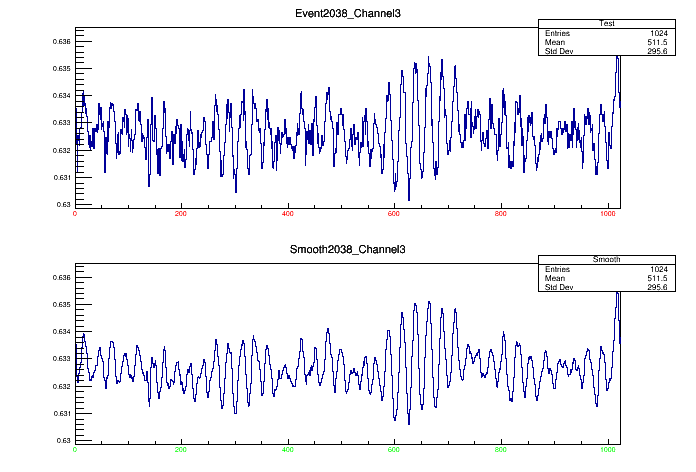 Event2038_Channel3
Test
Entries 1024
Mean 511.5
Std Dev 295.6
0.636
0.635
0.634
0.633
0.632
0.631
0.63
0 200 400 600 800 1000
Smooth2038_Channel3
Smooth
Entries 1024
Mean 511.5
Std Dev 295.6
0.636
0.635
0.634
0.633
0.632
0.631
0.63
0 200 400 600 800 1000